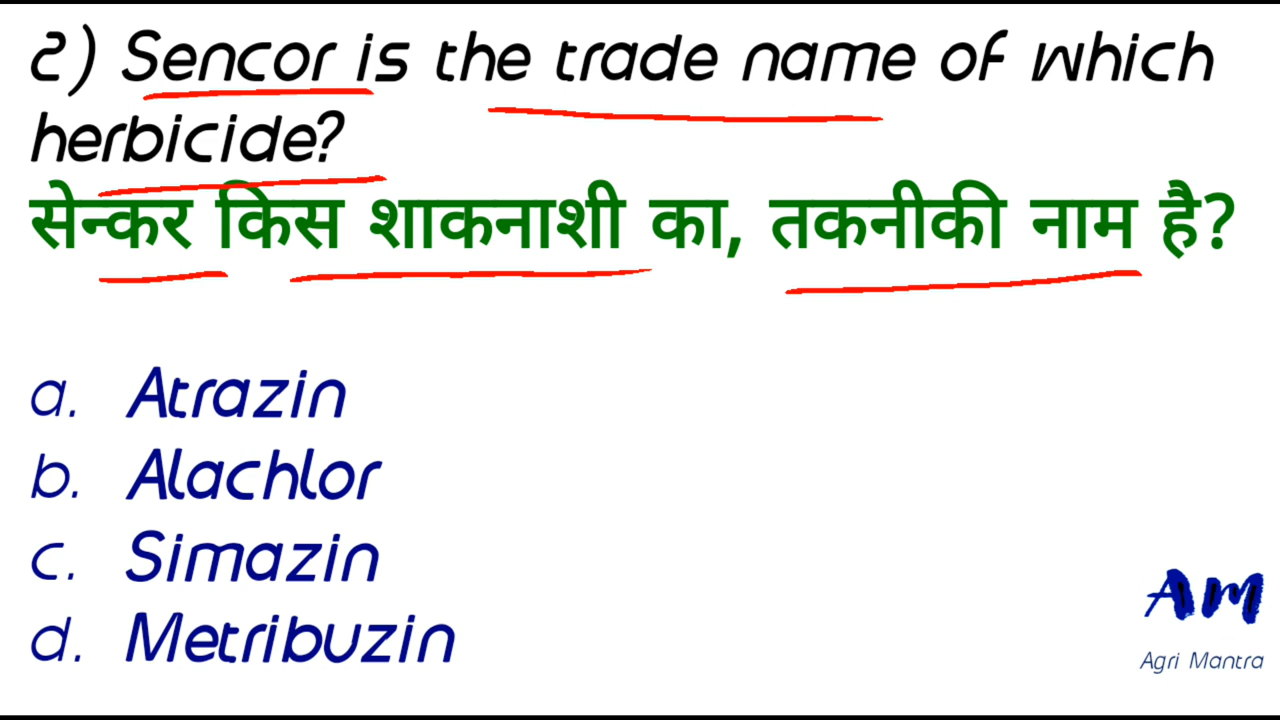 2) Sencor is the trade name of which
herbicide?
सेन्कर किस शाकनाशी का, तकनीकी नाम है?
a. Atrazin
b. Alachlor
c. Simazin
d. Metribuzin
AM
Agri Mantra